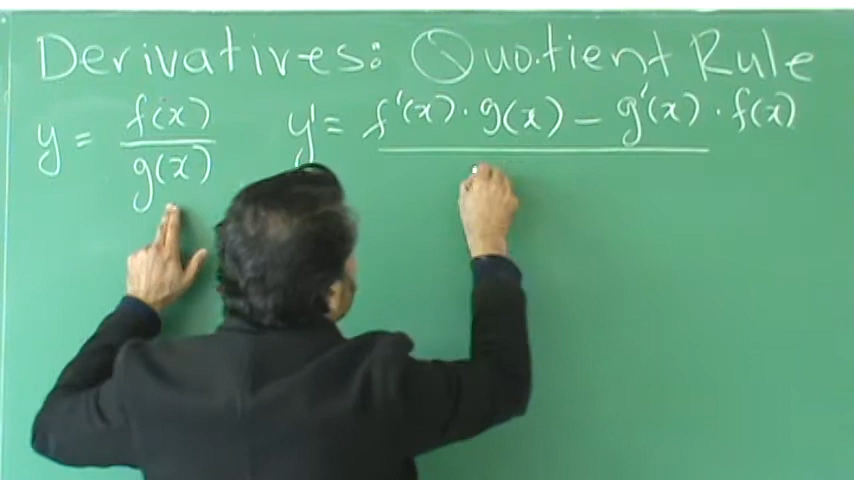 Derivatives: Quotient Rule
y = f(x) / g(x) y' = f'(x) · g(x) − g'(x) · f(x)